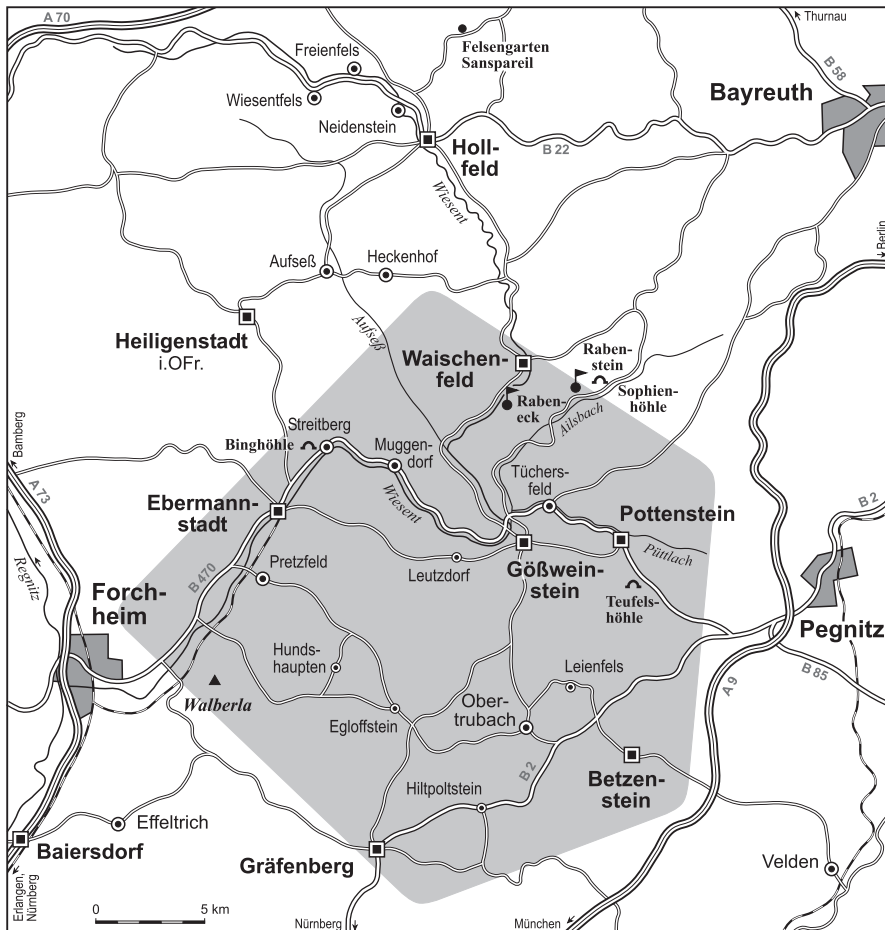 A 70
Thurnau
Felsengarten
Sanspareil
Freienfels
B 58
Wiesentfels
Bayreuth
Neidenstein
Holl-
feld
B 22
Wiesent
Berlin
Aufseß
Heckenhof
Heiligenstadt
i.OFr.
Aufseß
Waischen-
feld
Raben-
stein
Sophien-
höhle
Raben-
eck
Ailsbach
Bamberg
Streitberg
Binghöhle
Muggen-
dorf
Tüchers-
feld
A 73
Ebermann-
stadt
Wiesent
Pottenstein
B 2
Püttlach
Regnitz
Leutzdorf
Gößwein-
stein
B 470
Pretzfeld
Forch-
heim
Teufels-
höhle
Pegnitz
Hunds-
haupten
Leienfels
B 85
A 9
Walberla
Egloffstein
Ober-
trubach
B 2
Betzen-
stein
Hiltpoltstein
Effeltrich
Baiersdorf
Gräfenberg
Velden
Erlangen,
Nürnberg
0
5 km
Nürnberg
München